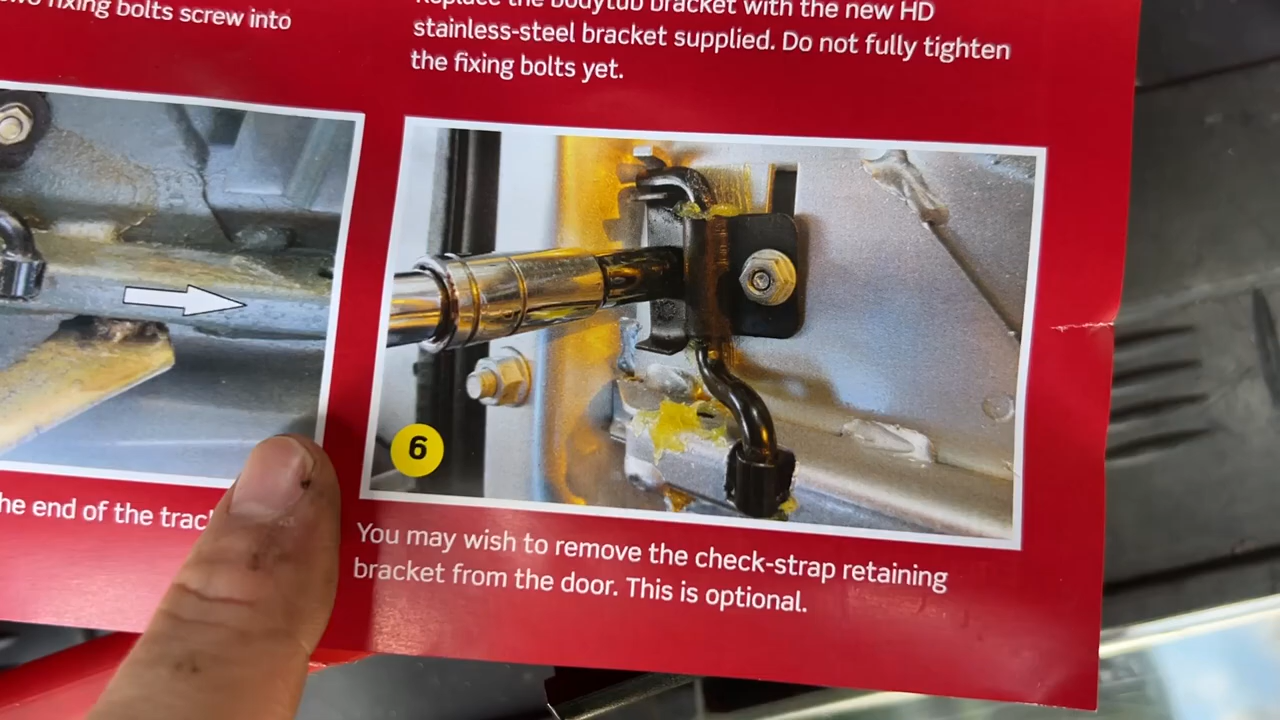 fixing bolts screw into
Replace the bodytub bracket with the new HD
stainless-steel bracket supplied. Do not fully tighten
the fixing bolts yet.
6
he end of the trac
You may wish to remove the check-strap retaining
bracket from the door. This is optional.